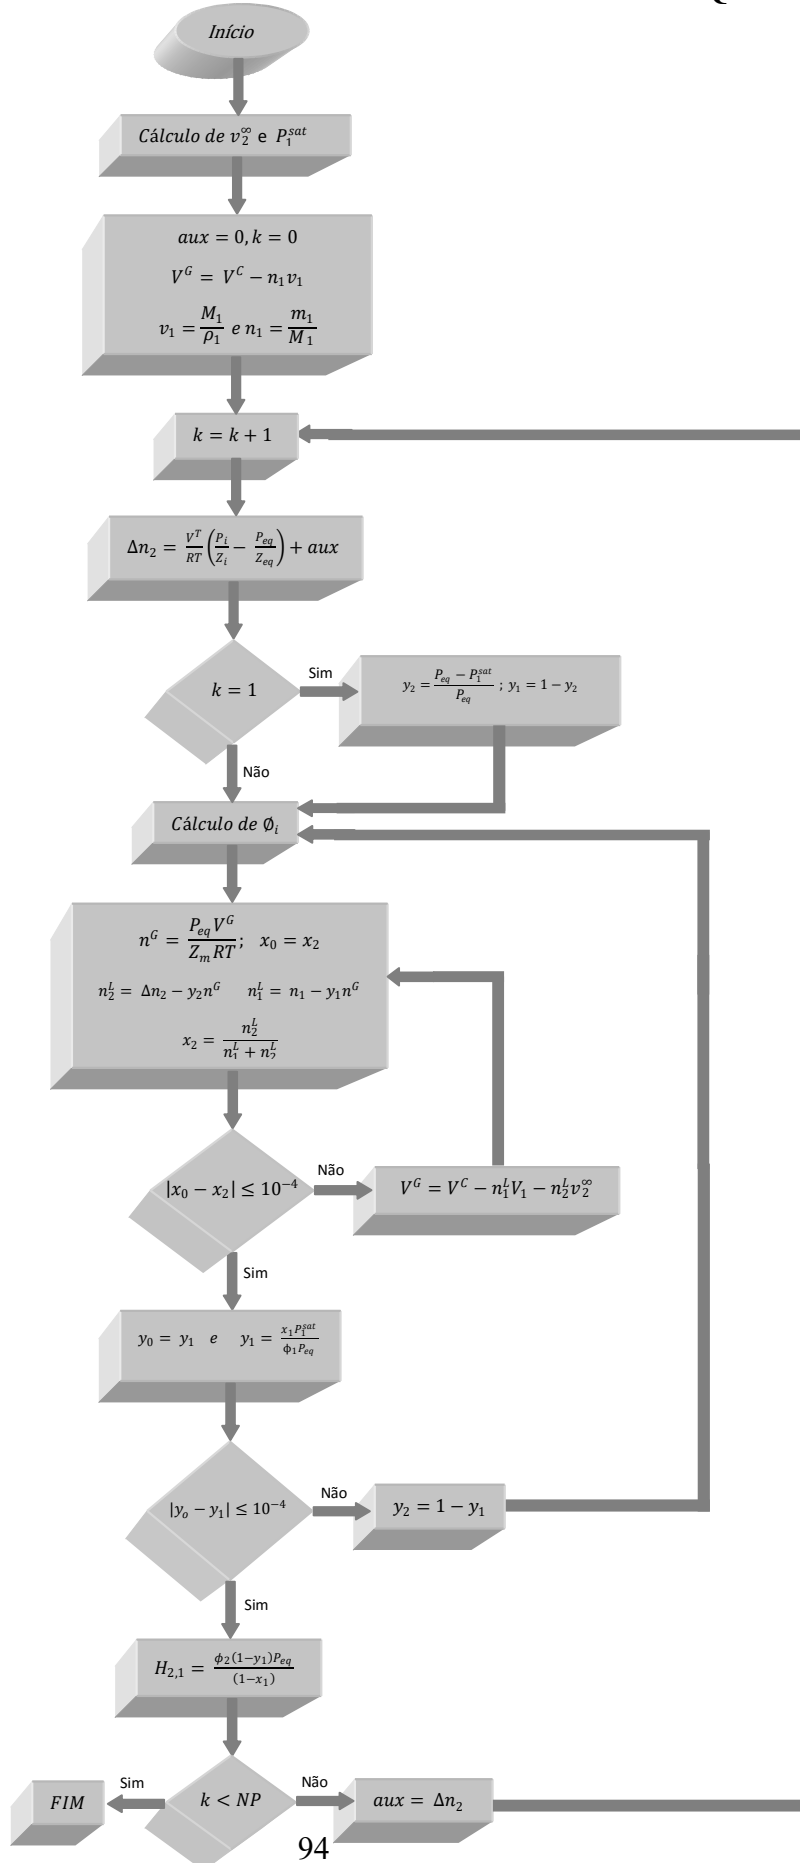 Início
Cálculo de v₂^∞ e P₁^sat
aux = 0, k = 0
V^G = V^C − n₁v₁
v₁ = M₁/ρ₁ e n₁ = m₁/M₁
k = k + 1
Δn₂ = V^T/RT (P_i/Z_i − P_eq/Z_eq) + aux
k = 1
Sim
y₂ = (P_eq − P₁^sat)/P_eq ; y₁ = 1 − y₂
Não
Cálculo de ∅_i
n^G = P_eq V^G/Z_m RT; x₀ = x₂
n₂^L = Δn₂ − y₂n^G n₁^L = n₁ − y₁n^G
x₂ = n₂^L/(n₁^L + n₂^L)
|x₀ − x₂| ≤ 10⁻⁴
Não
V^G = V^C − n₁^L V₁ − n₂^L v₂^∞
Sim
y₀ = y₁ e y₁ = x₁P₁^sat/ϕ₁P_eq
|y_o − y₁| ≤ 10⁻⁴
Não
y₂ = 1 − y₁
Sim
H₂,₁ = ϕ₂(1−y₁)P_eq/(1−x₁)
k < NP
Sim
FIM
Não
aux = Δn₂
94